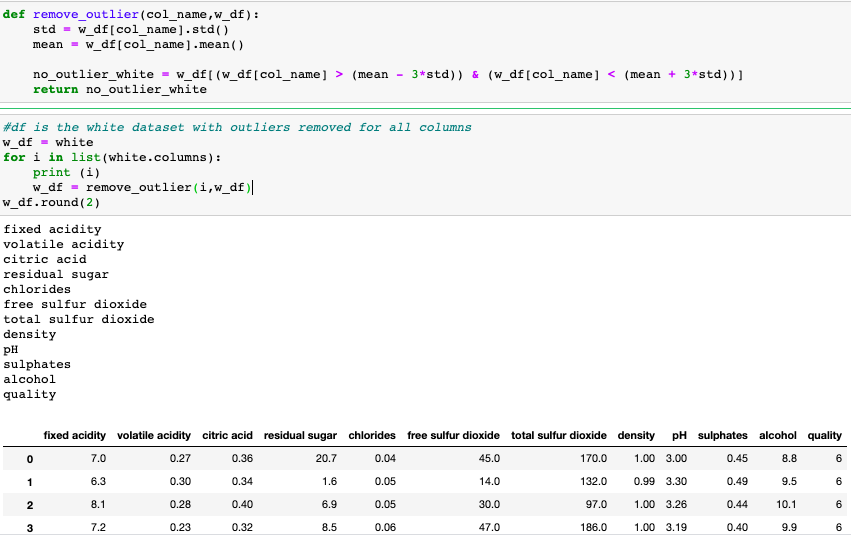 def remove_outlier(col_name,w_df):
    std = w_df[col_name].std()
    mean = w_df[col_name].mean()
    no_outlier_white = w_df[(w_df[col_name] > (mean - 3*std)) & (w_df[col_name] < (mean + 3*std))]
    return no_outlier_white
#df is the white dataset with outliers removed for all columns
w_df = white
for i in list(white.columns):
    print (i)
    w_df = remove_outlier(i,w_df)
w_df.round(2)
fixed acidity
volatile acidity
citric acid
residual sugar
chlorides
free sulfur dioxide
total sulfur dioxide
density
pH
sulphates
alcohol
quality
fixed acidity volatile acidity citric acid residual sugar chlorides free sulfur dioxide total sulfur dioxide density pH sulphates alcohol quality
0 7.0 0.27 0.36 20.7 0.04 45.0 170.0 1.00 3.00 0.45 8.8 6
1 6.3 0.30 0.34 1.6 0.05 14.0 132.0 0.99 3.30 0.49 9.5 6
2 8.1 0.28 0.40 6.9 0.05 30.0 97.0 1.00 3.26 0.44 10.1 6
3 7.2 0.23 0.32 8.5 0.06 47.0 186.0 1.00 3.19 0.40 9.9 6